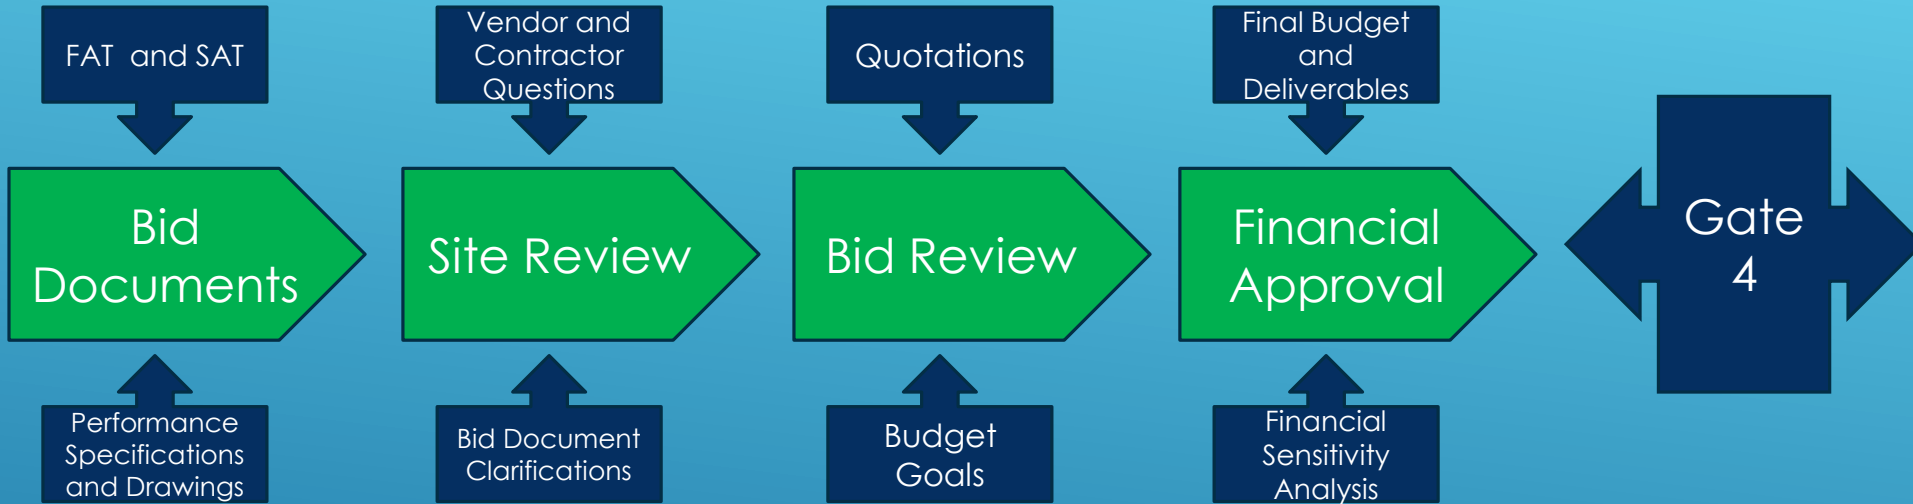 FAT and SAT
Vendor and
Contractor
Questions
Quotations
Final Budget
and
Deliverables
Bid
Documents
Site Review
Bid Review
Financial
Approval
Gate
4
Performance
Specifications
and Drawings
Bid Document
Clarifications
Budget
Goals
Financial
Sensitivity
Analysis